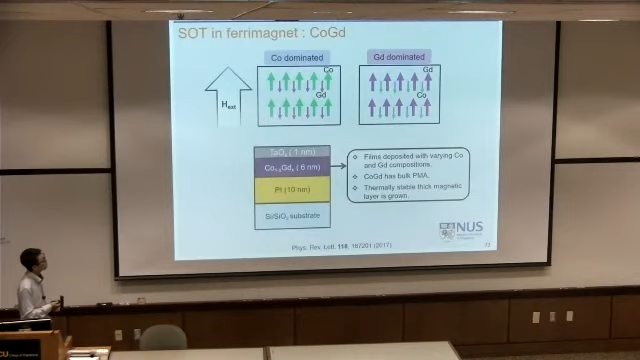 SOT in ferrimagnet : CoGd
Co dominated
Gd dominated
Co
Gd
Gd
Co
Hext
TaOx ( 1 nm)
Co1-xGdx ( 6 nm)
Pt (10 nm)
Si/SiO2 substrate
❖ Films deposited with varying Co
and Gd compositions.
❖ CoGd has bulk PMA.
❖ Thermally stable thick magnetic
layer is grown.
NUS
Phys. Rev. Lett. 118, 167201 (2017)